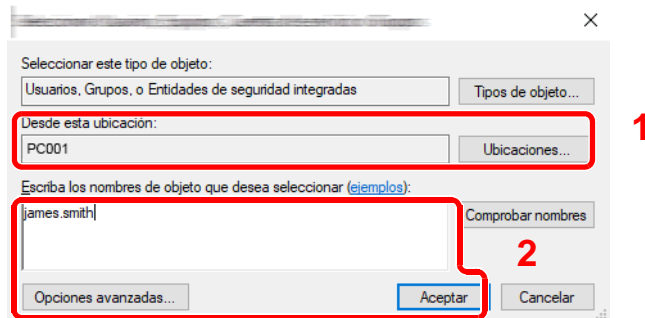 Seleccionar este tipo de objeto:
Usuarios, Grupos, o Entidades de seguridad integradas
Tipos de objeto...
Desde esta ubicación:
PC001
Ubicaciones...
1
Escriba los nombres de objeto que desea seleccionar (ejemplos):
james.smith
Comprobar nombres
2
Opciones avanzadas...
Aceptar
Cancelar